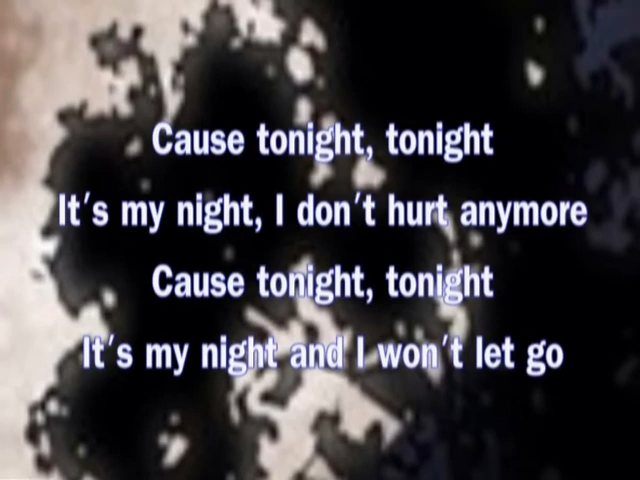 Cause tonight, tonight
It's my night, I don't hurt anymore
Cause tonight, tonight
It's my night and I won't let go